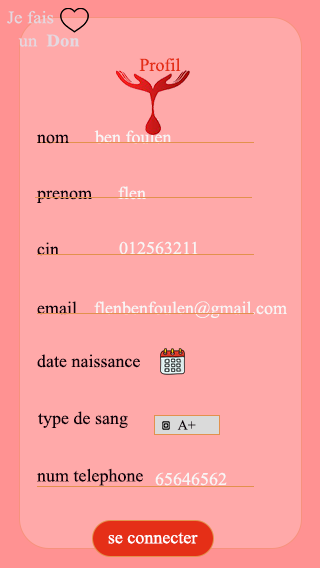 Je fais
un Don
Profil
nom ben foulen
prenom flen
cin 012563211
email flenbenfoulen@gmail.com
date naissance
type de sang A+
num telephone 65646562
se connecter